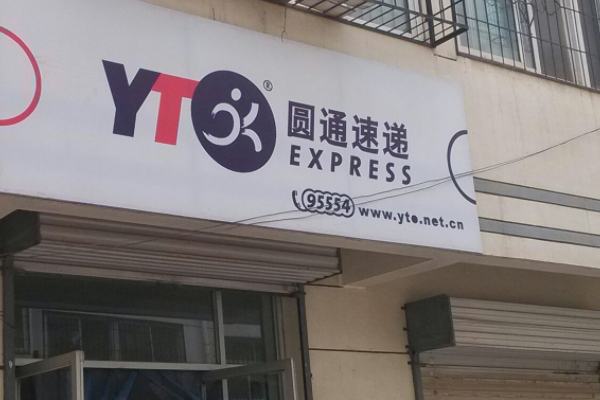 YTO® 圆通速递
EXPRESS
95554 www.yto.net.cn